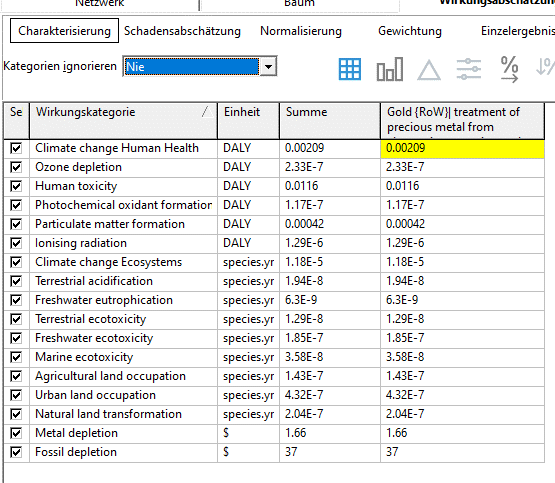 Netzwerk Baum Wirkungsabschätzun
Charakterisierung Schadensabschätzung Normalisierung Gewichtung Einzelergebnis
Kategorien ignorieren Nie
Se Wirkungskategorie Einheit Summe Gold {RoW}| treatment of
precious metal from
Climate change Human Health DALY 0.00209 0.00209
Ozone depletion DALY 2.33E-7 2.33E-7
Human toxicity DALY 0.0116 0.0116
Photochemical oxidant formation DALY 1.17E-7 1.17E-7
Particulate matter formation DALY 0.00042 0.00042
Ionising radiation DALY 1.29E-6 1.29E-6
Climate change Ecosystems species.yr 1.18E-5 1.18E-5
Terrestrial acidification species.yr 1.94E-8 1.94E-8
Freshwater eutrophication species.yr 6.3E-9 6.3E-9
Terrestrial ecotoxicity species.yr 1.29E-8 1.29E-8
Freshwater ecotoxicity species.yr 1.85E-7 1.85E-7
Marine ecotoxicity species.yr 3.58E-8 3.58E-8
Agricultural land occupation species.yr 1.43E-7 1.43E-7
Urban land occupation species.yr 4.32E-7 4.32E-7
Natural land transformation species.yr 2.04E-7 2.04E-7
Metal depletion $ 1.66 1.66
Fossil depletion $ 37 37